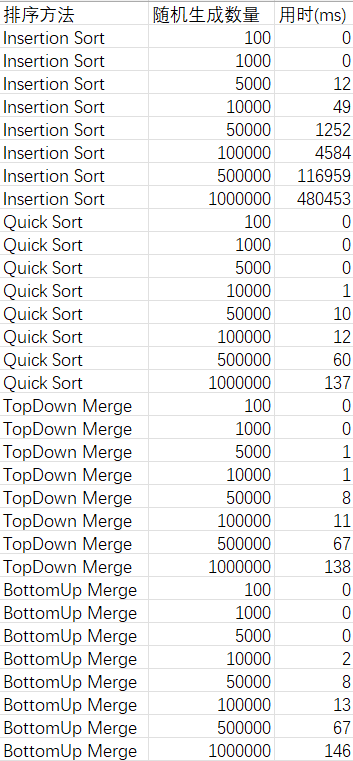 排序方法 随机生成数量 用时(ms)
Insertion Sort 100 0
Insertion Sort 1000 0
Insertion Sort 5000 12
Insertion Sort 10000 49
Insertion Sort 50000 1252
Insertion Sort 100000 4584
Insertion Sort 500000 116959
Insertion Sort 1000000 480453
Quick Sort 100 0
Quick Sort 1000 0
Quick Sort 5000 0
Quick Sort 10000 1
Quick Sort 50000 10
Quick Sort 100000 12
Quick Sort 500000 60
Quick Sort 1000000 137
TopDown Merge 100 0
TopDown Merge 1000 0
TopDown Merge 5000 1
TopDown Merge 10000 1
TopDown Merge 50000 8
TopDown Merge 100000 11
TopDown Merge 500000 67
TopDown Merge 1000000 138
BottomUp Merge 100 0
BottomUp Merge 1000 0
BottomUp Merge 5000 0
BottomUp Merge 10000 2
BottomUp Merge 50000 8
BottomUp Merge 100000 13
BottomUp Merge 500000 67
BottomUp Merge 1000000 146